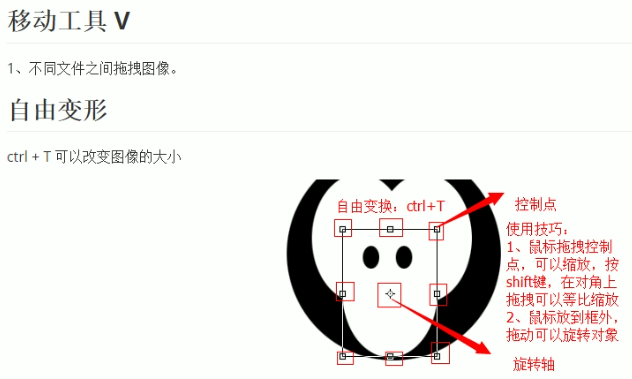 移动工具 V
1、不同文件之间拖拽图像。
自由变形
ctrl + T 可以改变图像的大小
自由变换：ctrl+T
控制点
使用技巧：
1、鼠标拖拽控制
点，可以缩放，按
shift键，在对角上
拖拽可以等比缩放
2、鼠标放到框外，
拖动可以旋转对象
旋转轴